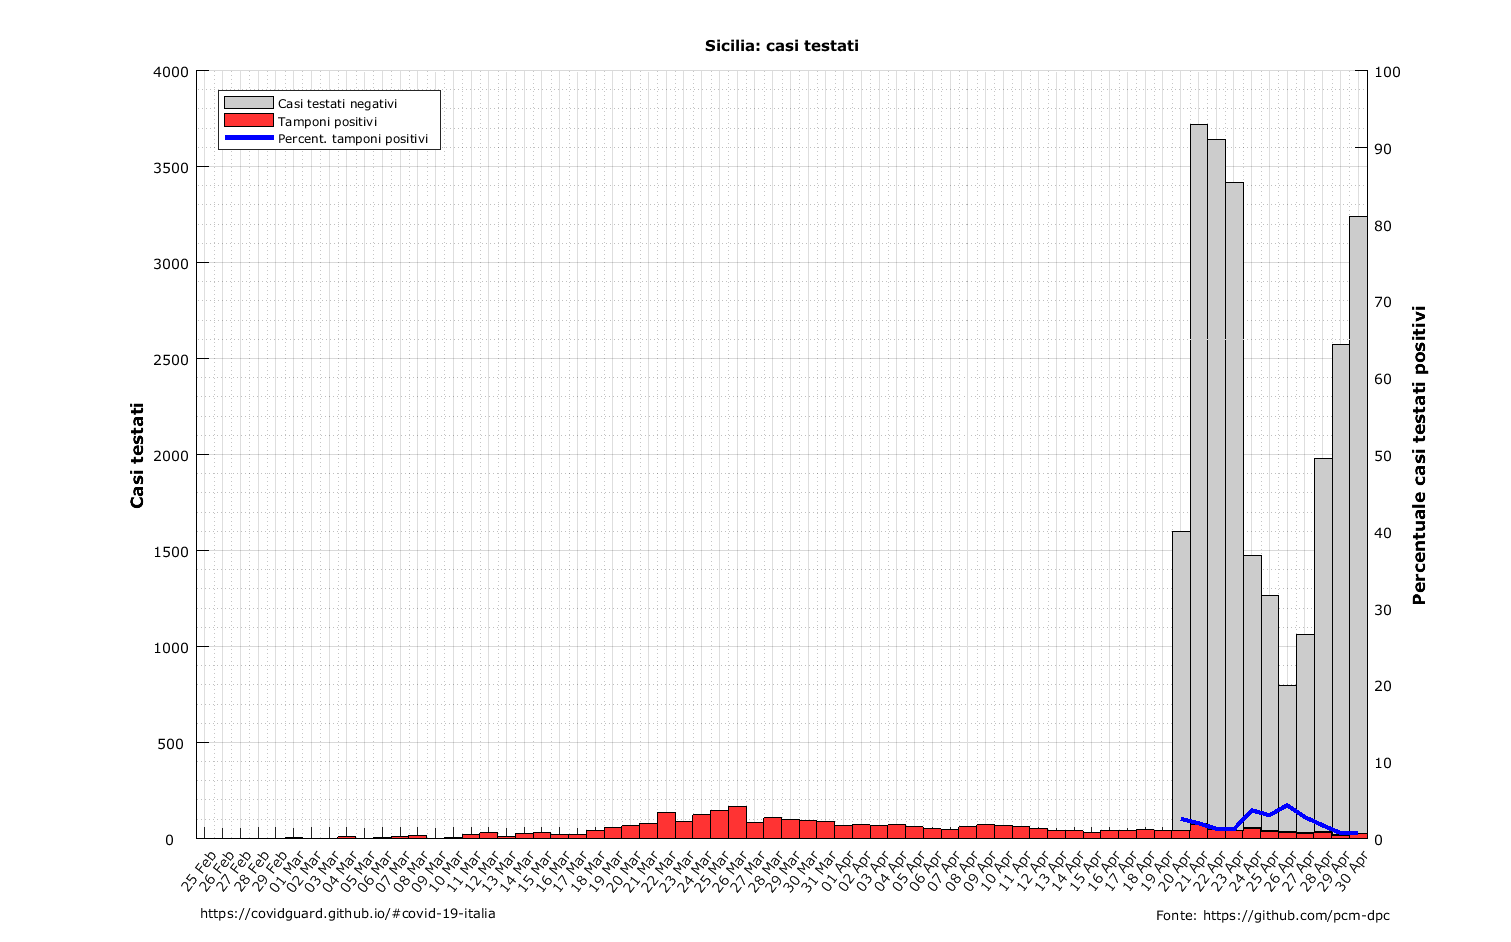 Sicilia: casi testati
Casi testati negativi
Tamponi positivi
Percent. tamponi positivi
Casi testati
4000
3500
3000
2500
2000
1500
1000
500
0
100
90
80
70
60
50
40
30
20
10
0
Percentuale casi testati positivi
25 Feb
26 Feb
27 Feb
28 Feb
29 Feb
01 Mar
02 Mar
03 Mar
04 Mar
05 Mar
06 Mar
07 Mar
08 Mar
09 Mar
10 Mar
11 Mar
12 Mar
13 Mar
14 Mar
15 Mar
16 Mar
17 Mar
18 Mar
19 Mar
20 Mar
21 Mar
22 Mar
23 Mar
24 Mar
25 Mar
26 Mar
27 Mar
28 Mar
29 Mar
30 Mar
31 Mar
01 Apr
02 Apr
03 Apr
04 Apr
05 Apr
06 Apr
07 Apr
08 Apr
09 Apr
10 Apr
11 Apr
12 Apr
13 Apr
14 Apr
15 Apr
16 Apr
17 Apr
18 Apr
19 Apr
20 Apr
21 Apr
22 Apr
23 Apr
24 Apr
25 Apr
26 Apr
27 Apr
28 Apr
29 Apr
30 Apr
https://covidguard.github.io/#covid-19-italia
Fonte: https://github.com/pcm-dpc